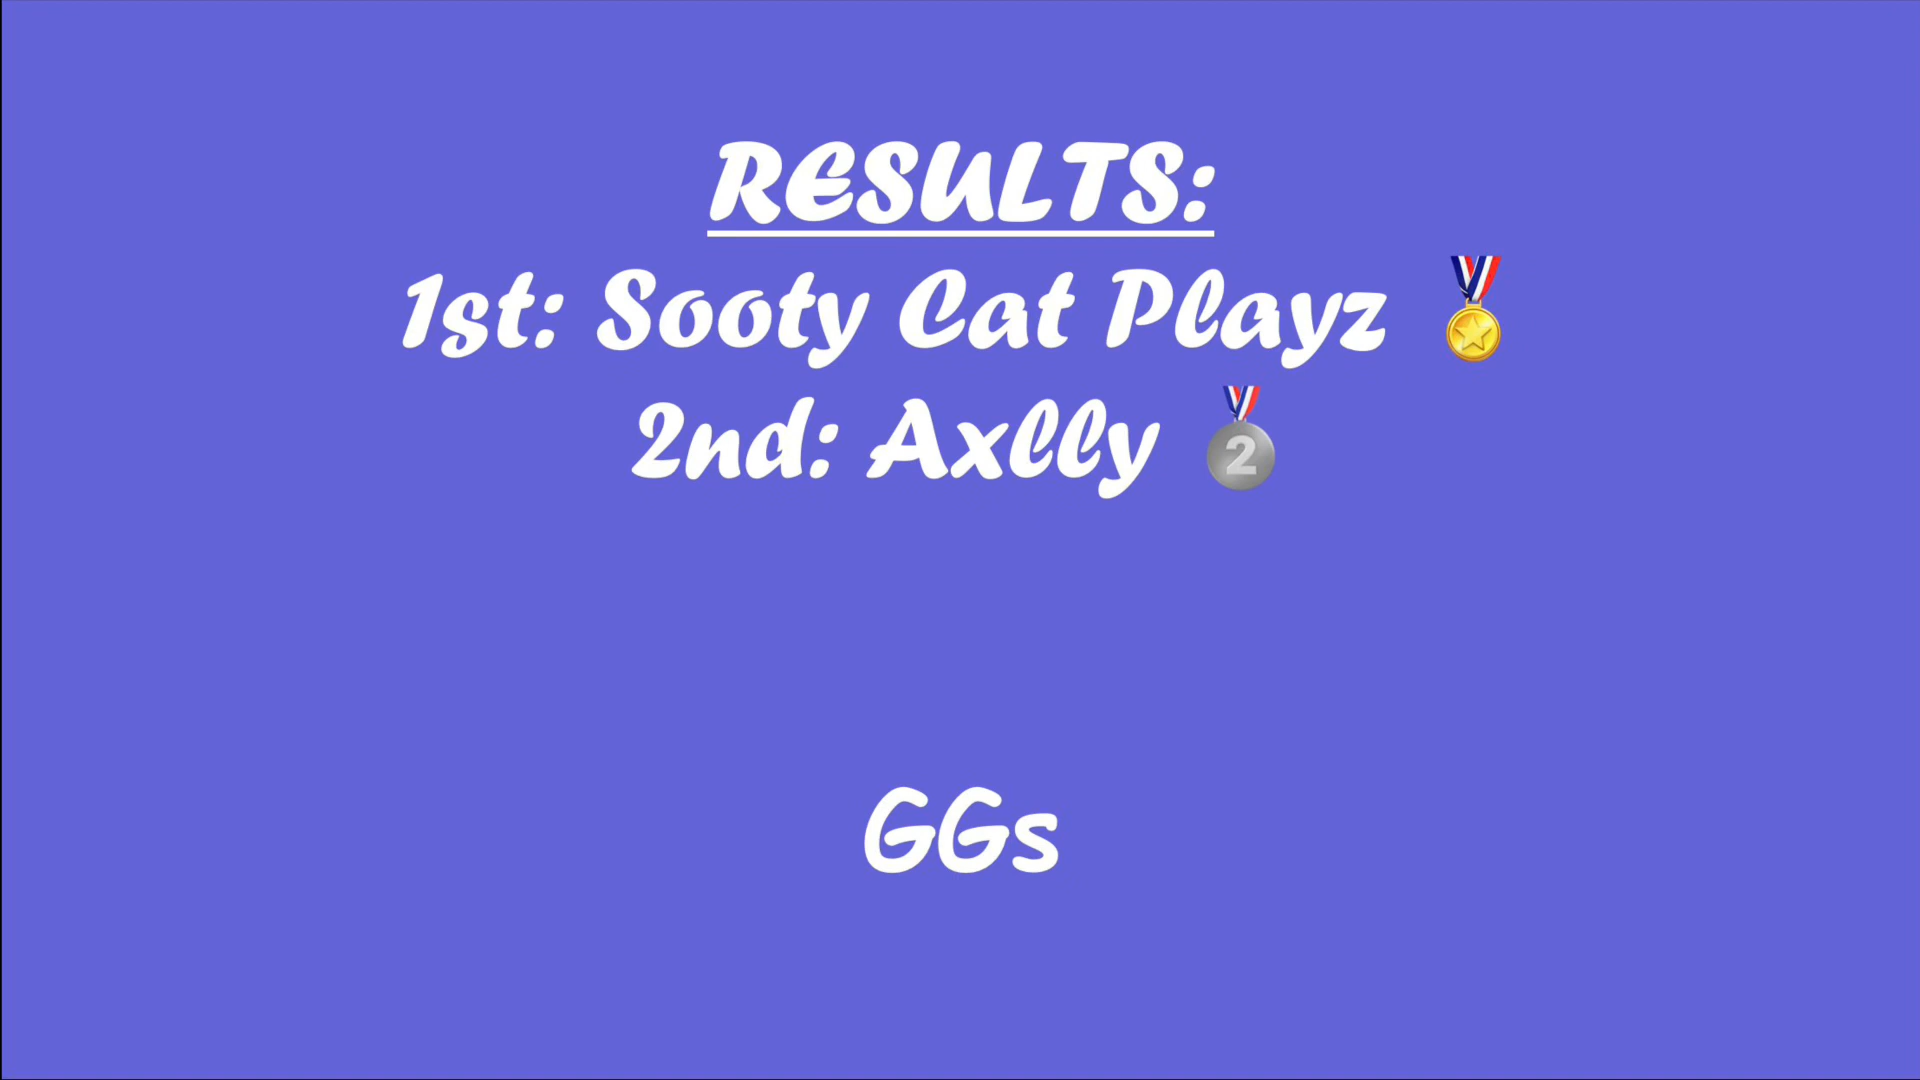 RESULTS:
1st: Sooty Cat Playz 🏅
2nd: Axlly 🥈
GGs